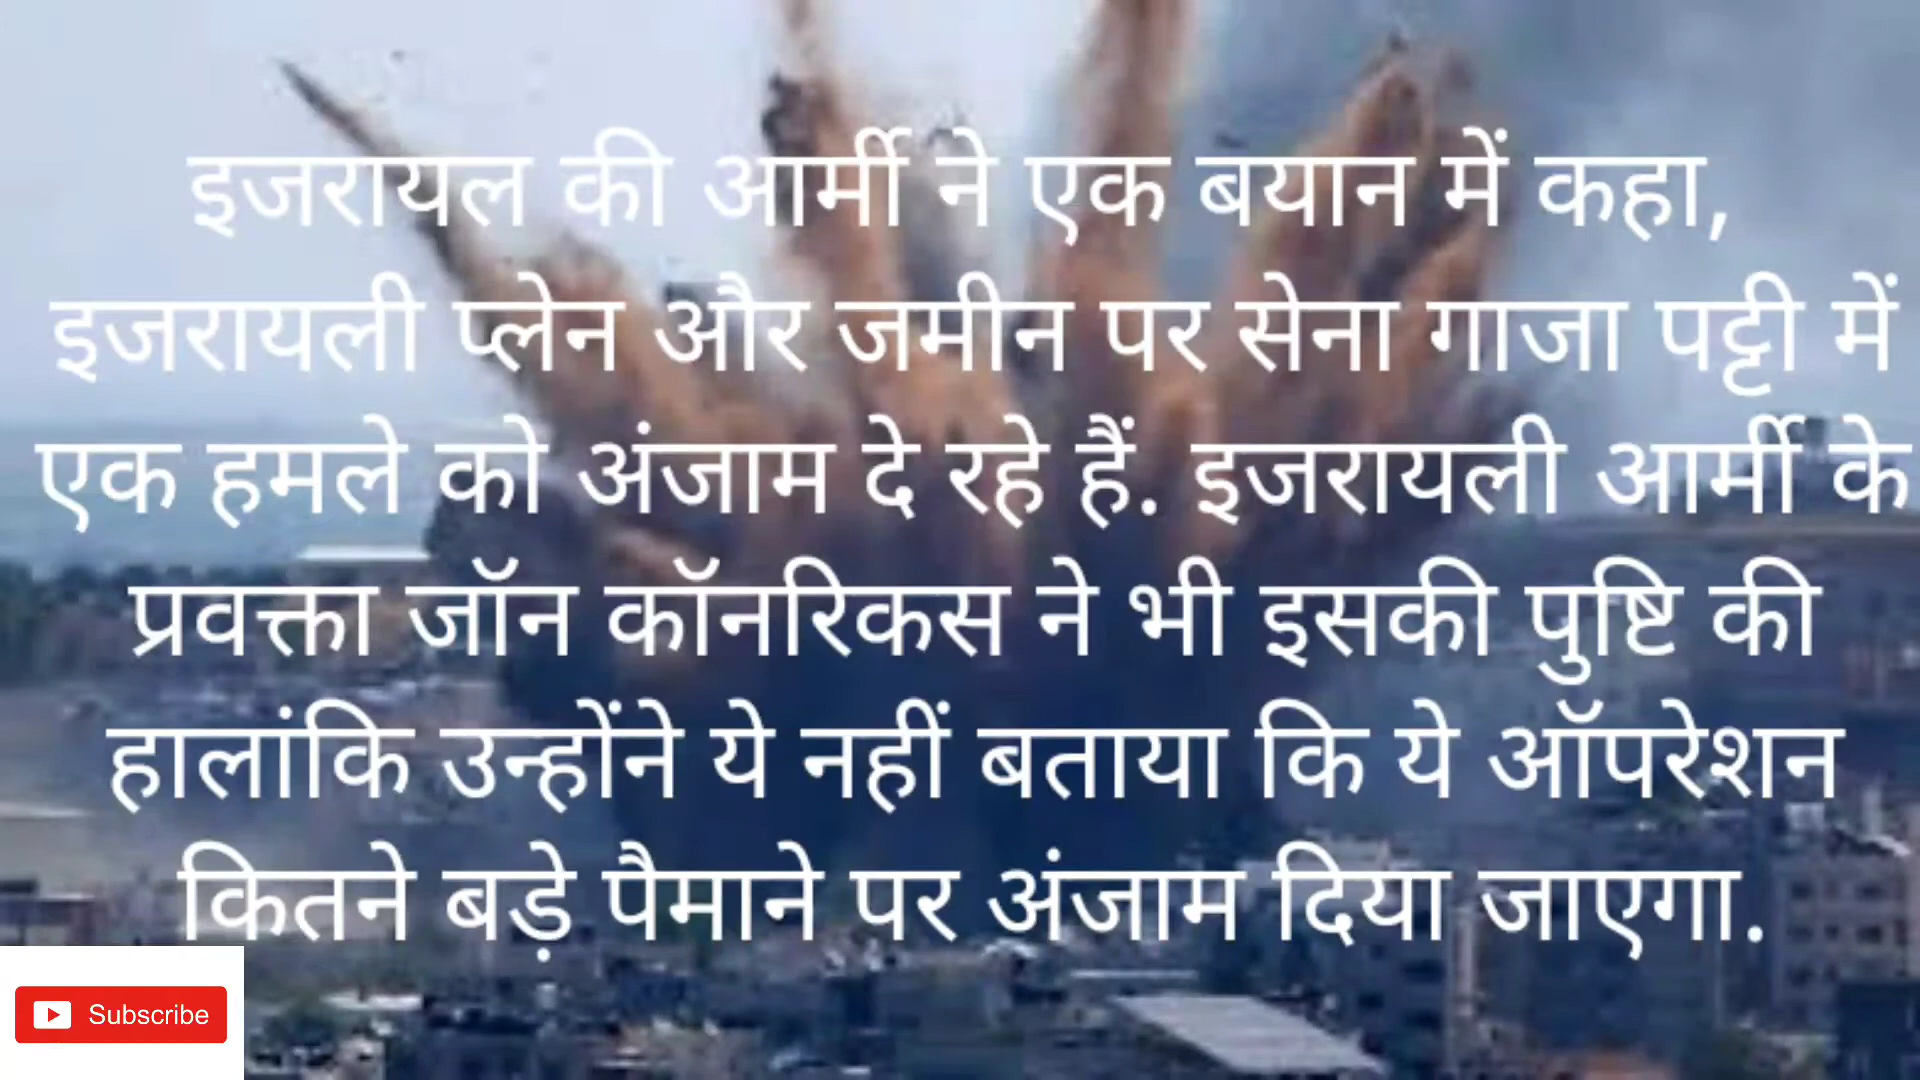 इजरायल की आर्मी ने एक बयान में कहा,
इजरायली प्लेन और जमीन पर सेना गाजा पट्टी में
एक हमले को अंजाम दे रहे हैं. इजरायली आर्मी के
प्रवक्ता जॉन कॉनरिकस ने भी इसकी पुष्टि की
हालांकि उन्होंने ये नहीं बताया कि ये ऑपरेशन
कितने बड़े पैमाने पर अंजाम दिया जाएगा.
Subscribe